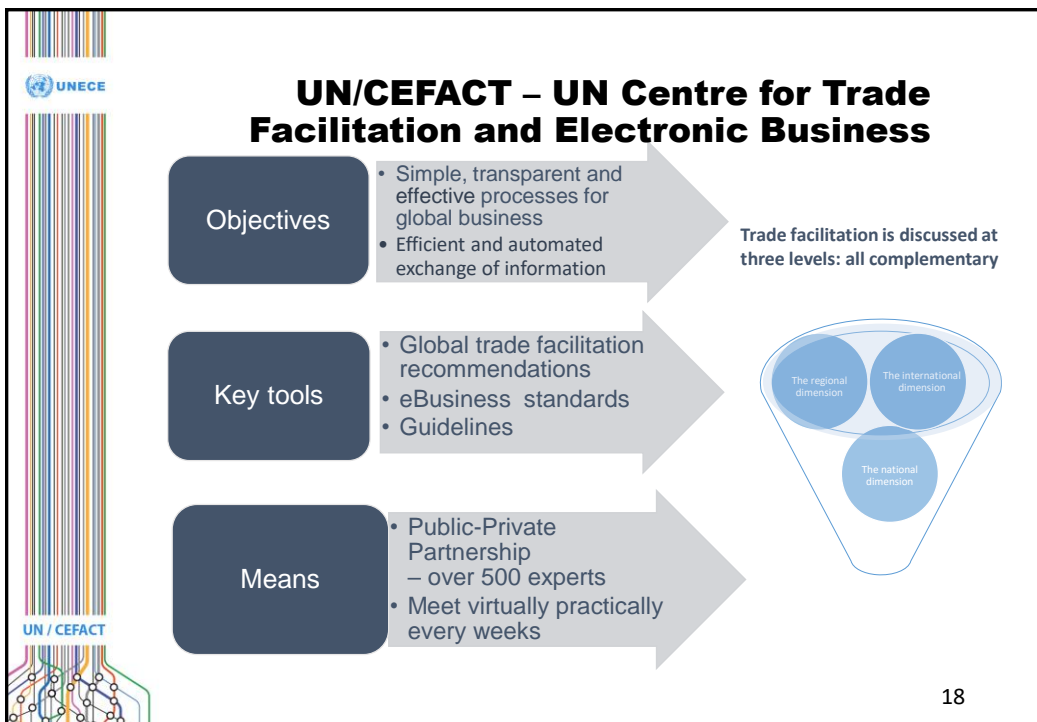 UNECE
UN/CEFACT – UN Centre for Trade
Facilitation and Electronic Business
Objectives
• Simple, transparent and
effective processes for
global business
• Efficient and automated
exchange of information
Trade facilitation is discussed at
three levels: all complementary
Key tools
• Global trade facilitation
recommendations
• eBusiness standards
• Guidelines
The regional
dimension
The international
dimension
The national
dimension
Means
• Public-Private
Partnership
– over 500 experts
• Meet virtually practically
every weeks
UN / CEFACT
18